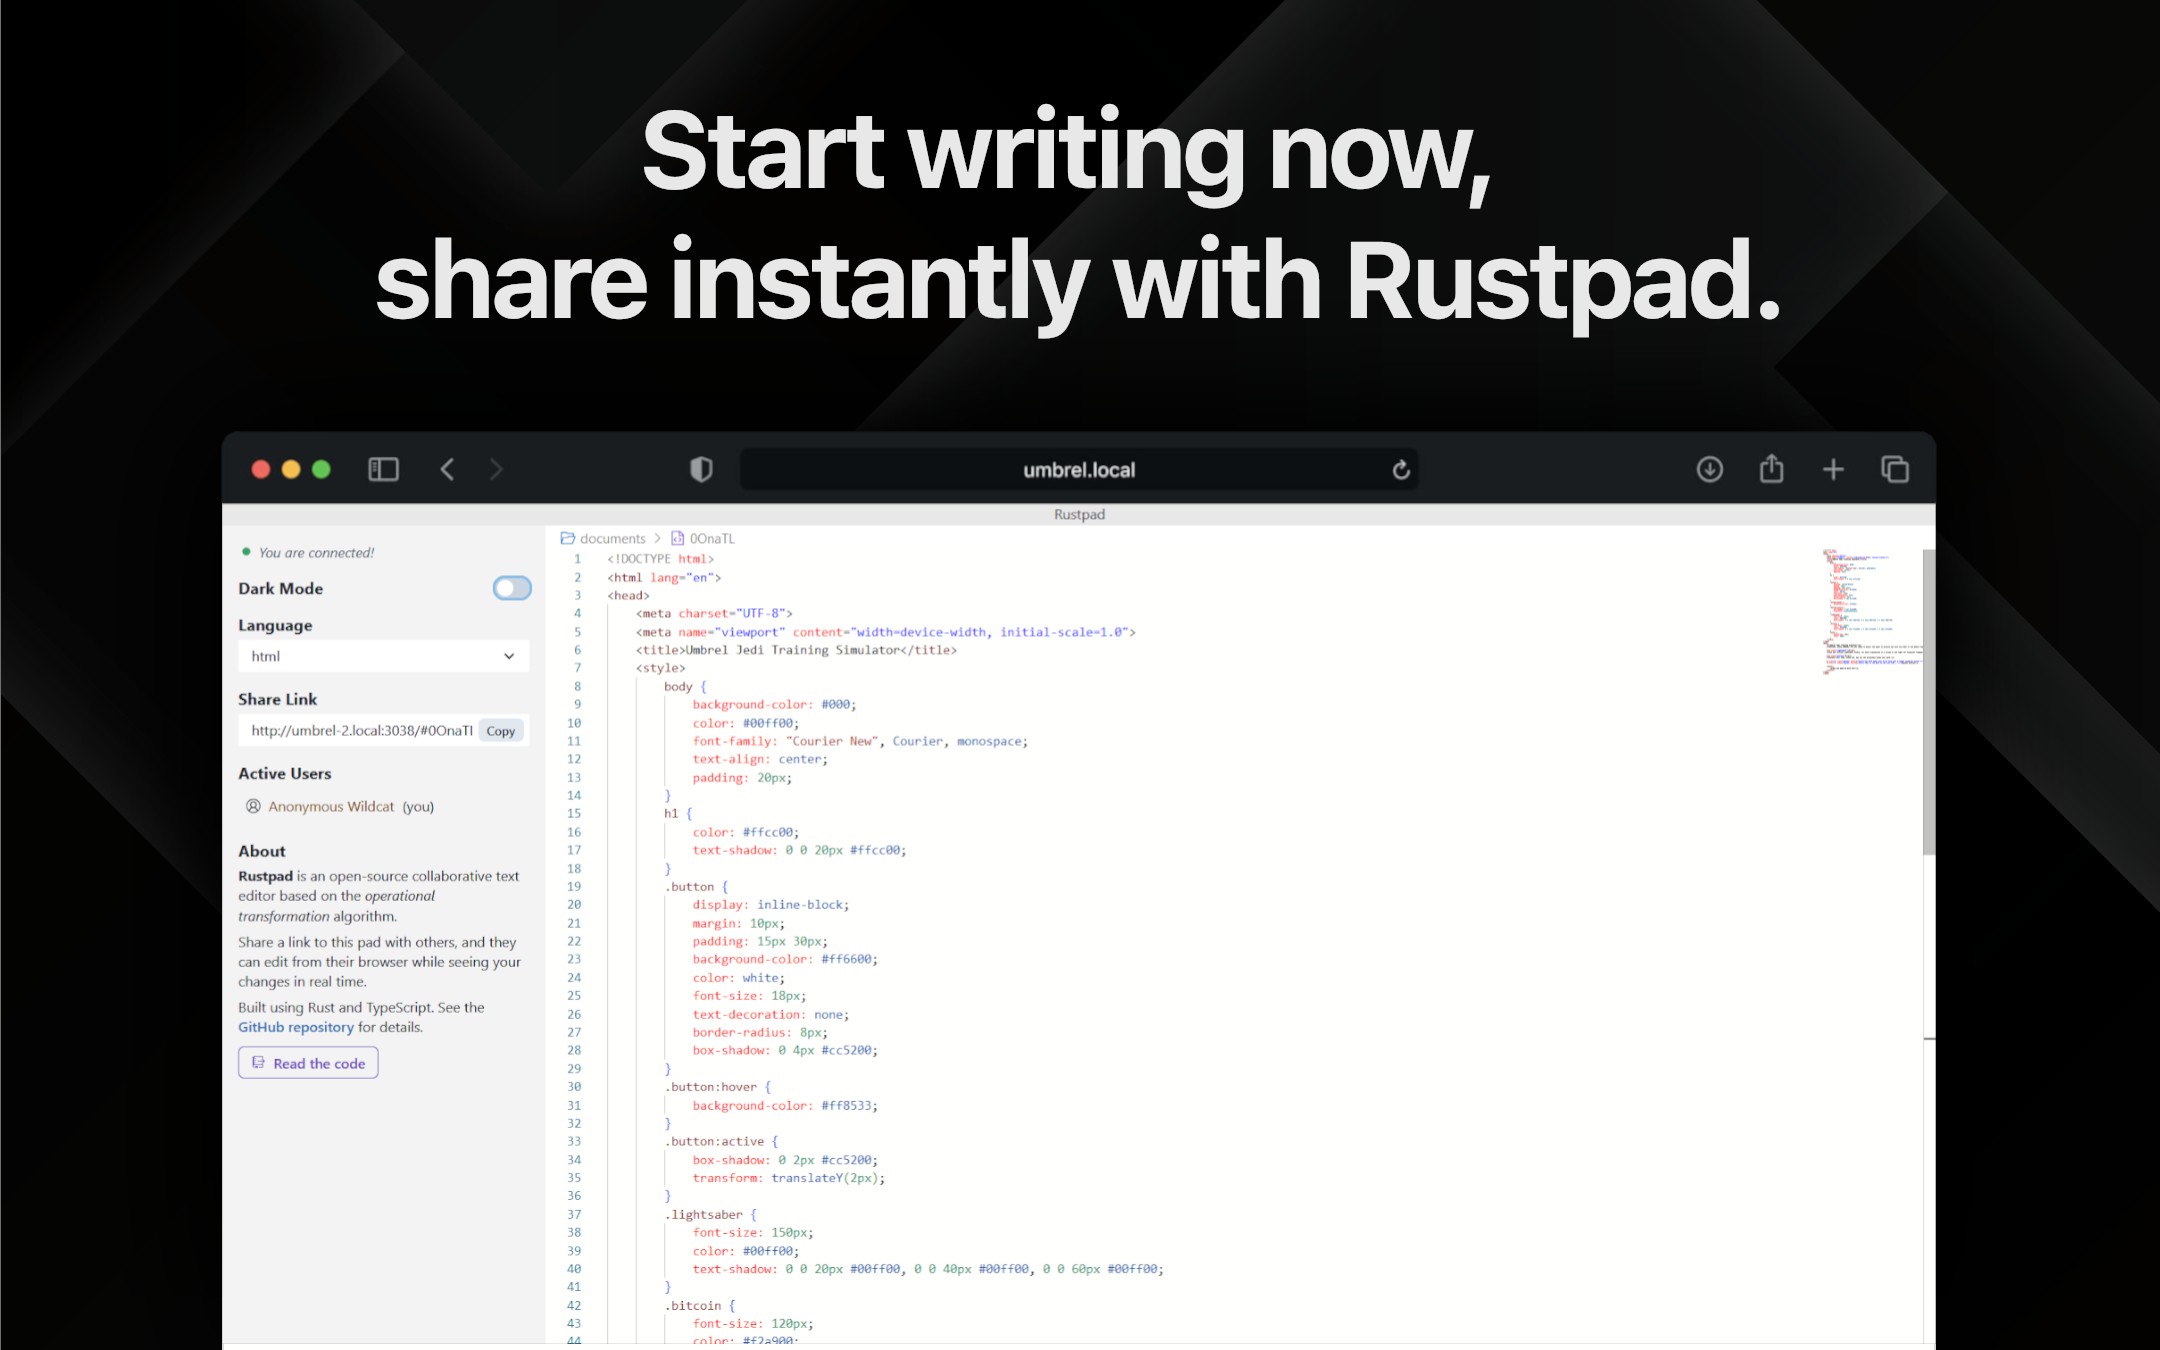 Start writing now,
share instantly with Rustpad.
umbrel.local
Rustpad
You are connected!
Dark Mode
Language
html
Share Link
http://umbrel-2.local:3038/#0OnaTl
Copy
Active Users
Anonymous Wildcat (you)
About
Rustpad is an open-source collaborative text
editor based on the operational
transformation algorithm.
Share a link to this pad with others, and they
can edit from their browser while seeing your
changes in real time.
Built using Rust and TypeScript. See the
GitHub repository for details.
Read the code
documents > 0OnaTL
1 <!DOCTYPE html>
2 <html lang="en">
3 <head>
4 <meta charset="UTF-8">
5 <meta name="viewport" content="width=device-width, initial-scale=1.0">
6 <title>Umbrel Jedi Training Simulator</title>
7 <style>
8 body {
9 background-color: #000;
10 color: #00ff00;
11 font-family: "Courier New", Courier, monospace;
12 text-align: center;
13 padding: 20px;
14 }
15 h1 {
16 color: #ffcc00;
17 text-shadow: 0 0 20px #ffcc00;
18 }
19 .button {
20 display: inline-block;
21 margin: 10px;
22 padding: 15px 30px;
23 background-color: #ff6600;
24 color: white;
25 font-size: 18px;
26 text-decoration: none;
27 border-radius: 8px;
28 box-shadow: 0 4px #cc5200;
29 }
30 .button:hover {
31 background-color: #ff8533;
32 }
33 .button:active {
34 box-shadow: 0 2px #cc5200;
35 transform: translateY(2px);
36 }
37 .lightsaber {
38 font-size: 150px;
39 color: #00ff00;
40 text-shadow: 0 0 20px #00ff00, 0 0 40px #00ff00, 0 0 60px #00ff00;
41 }
42 .bitcoin {
43 font-size: 120px;
44 color: #f2a900;